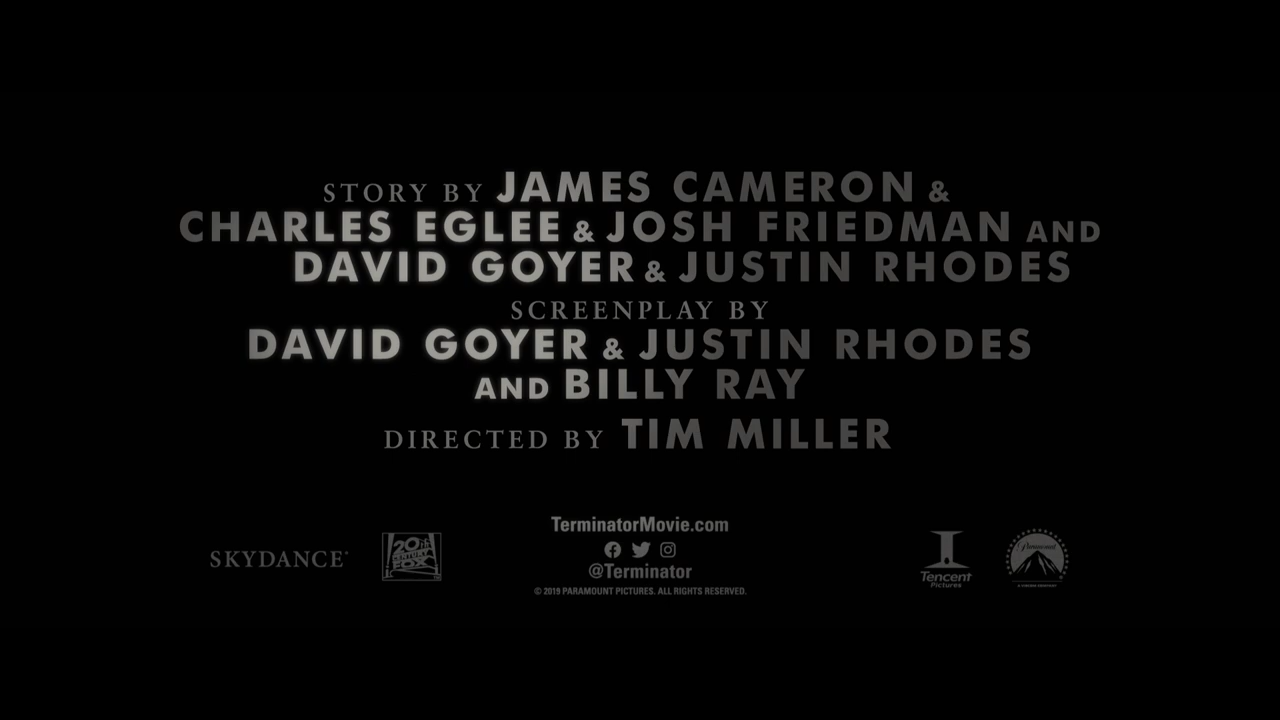 STORY BY JAMES CAMERON &
CHARLES EGLEE & JOSH FRIEDMAN AND
DAVID GOYER & JUSTIN RHODES
SCREENPLAY BY
DAVID GOYER & JUSTIN RHODES
AND BILLY RAY
DIRECTED BY TIM MILLER
TerminatorMovie.com
@Terminator
© 2019 PARAMOUNT PICTURES. ALL RIGHTS RESERVED.
SKYDANCE
20th
CENTURY
FOX
Tencent
Pictures
Paramount